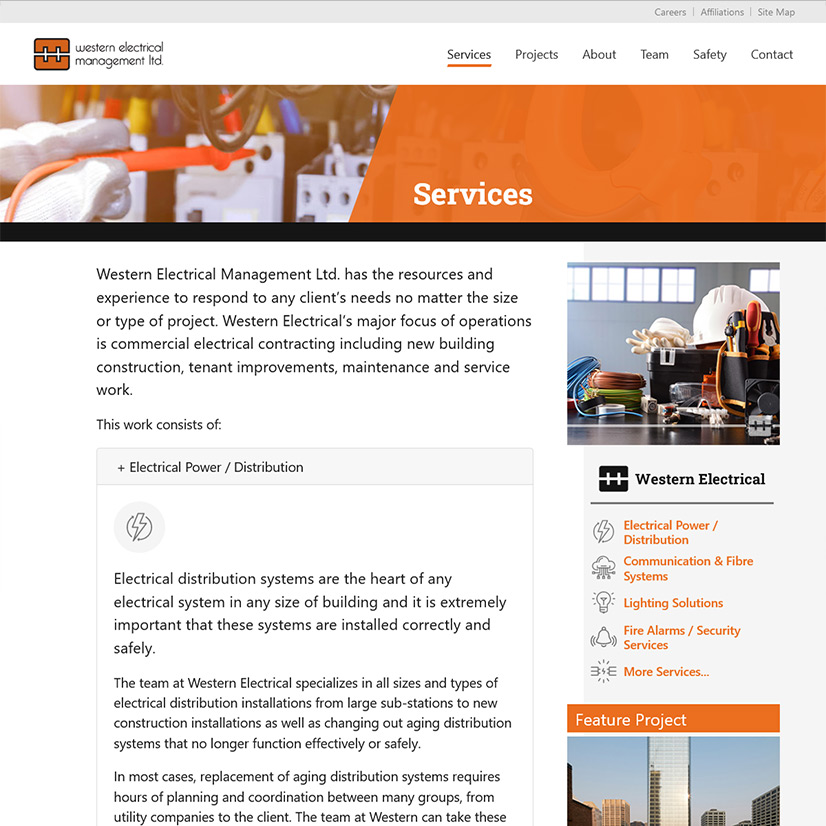 Careers | Affiliations | Site Map
western electrical
management ltd.
Services Projects About Team Safety Contact
Services
Western Electrical Management Ltd. has the resources and
experience to respond to any client’s needs no matter the size
or type of project. Western Electrical’s major focus of operations
is commercial electrical contracting including new building
construction, tenant improvements, maintenance and service
work.
This work consists of:
+ Electrical Power / Distribution
Electrical distribution systems are the heart of any
electrical system in any size of building and it is extremely
important that these systems are installed correctly and
safely.
The team at Western Electrical specializes in all sizes and types of
electrical distribution installations from large sub-stations to new
construction installations as well as changing out aging distribution
systems that no longer function effectively or safely.
In most cases, replacement of aging distribution systems requires
hours of planning and coordination between many groups, from
utility companies to the client. The team at Western can take these
Western Electrical
Electrical Power /
Distribution
Communication & Fibre
Systems
Lighting Solutions
Fire Alarms / Security
Services
More Services...
Feature Project